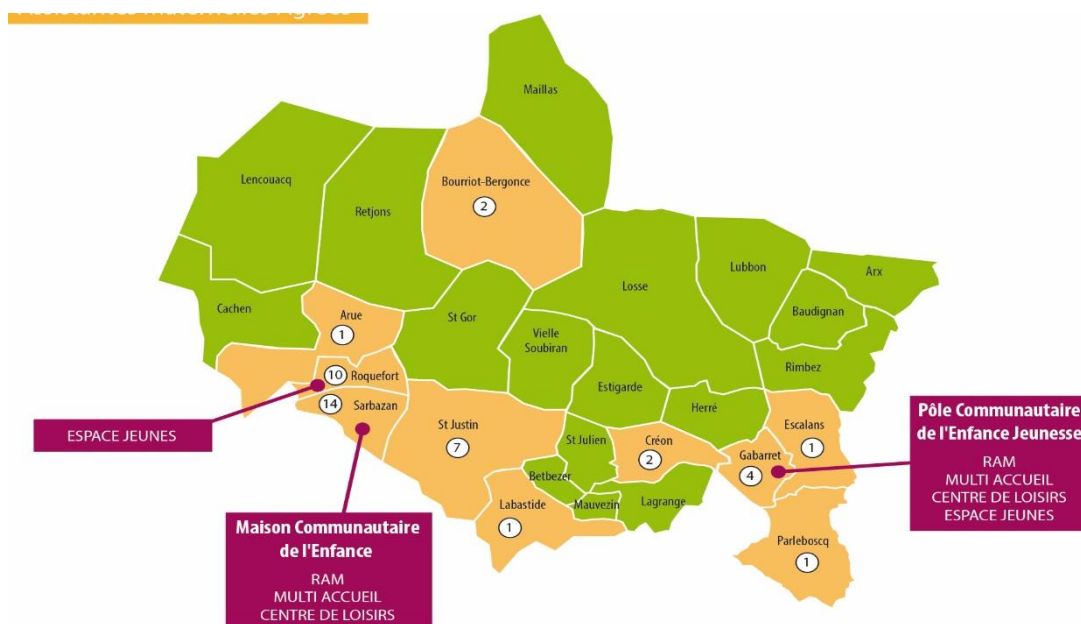 Assistantes Maternelles Agréés
Maillas
Lencouacq
Bourriot-Bergonce
2
Retjons
Lubbon
Arx
Losse
Baudignan
Cachen
Arue
1
St Gor
Vielle
Soubiran
Rimbez
10 Roquefort
Estigarde
14 Sarbazan
Herré
ESPACE JEUNES
St Justin
7
St Julien
Créon
2
Escalans
1
Gabarret
4
Pôle Communautaire
de l'Enfance Jeunesse
RAM
MULTI ACCUEIL
CENTRE DE LOISIRS
ESPACE JEUNES
Betbezer
Labastide
1
Mauvezin
Lagrange
Maison Communautaire
de l'Enfance
RAM
MULTI ACCUEIL
CENTRE DE LOISIRS
Parleboscq
1